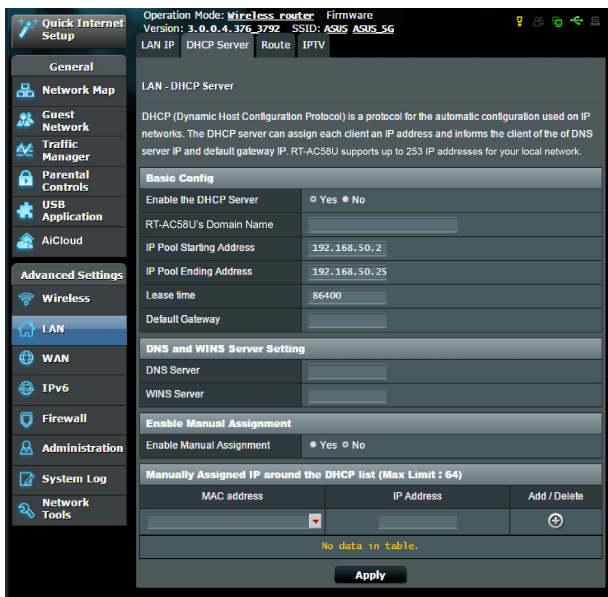 Quick Internet
Setup
Operation Mode: Wireless router Firmware
Version: 3.0.0.4.376_3792 SSID: ASUS ASUS_5G
LAN IP DHCP Server Route IPTV
General
Network Map
Guest
Network
Traffic
Manager
Parental
Controls
USB
Application
AiCloud
Advanced Settings
Wireless
LAN
WAN
IPv6
Firewall
Administration
System Log
Network
Tools
LAN - DHCP Server
DHCP (Dynamic Host Configuration Protocol) is a protocol for the automatic configuration used on IP
networks. The DHCP server can assign each client an IP address and informs the client of the of DNS
server IP and default gateway IP. RT-AC58U supports up to 253 IP addresses for your local network.
Basic Config
Enable the DHCP Server Yes No
RT-AC58U's Domain Name
IP Pool Starting Address 192.168.50.2
IP Pool Ending Address 192.168.50.25
Lease time 86400
Default Gateway
DNS and WINS Server Setting
DNS Server
WINS Server
Enable Manual Assignment
Enable Manual Assignment Yes No
Manually Assigned IP around the DHCP list (Max Limit : 64)
MAC address IP Address Add / Delete
No data in table.
Apply